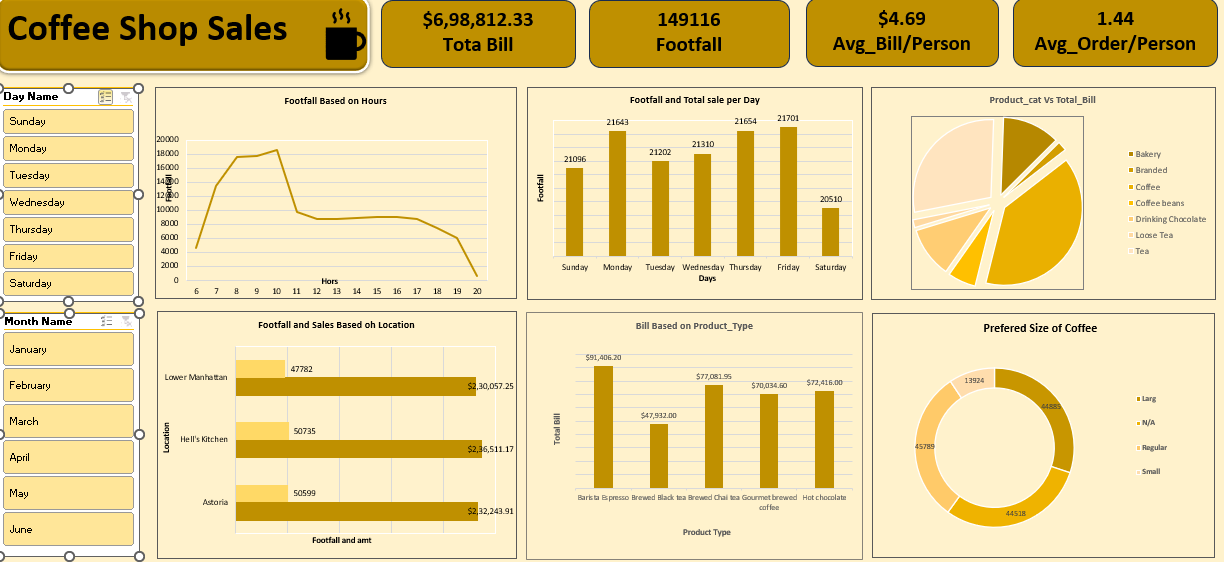 Coffee Shop Sales
$6,98,812.33
Tota Bill
149116
Footfall
$4.69
Avg_Bill/Person
1.44
Avg_Order/Person
Day Name
Sunday
Monday
Tuesday
Wednesday
Thursday
Friday
Saturday
Month Name
January
February
March
April
May
June
Footfall Based on Hours
Footfall
20000
18000
16000
14000
12000
10000
8000
6000
4000
2000
0
Hors
6 7 8 9 10 11 12 13 14 15 16 17 18 19 20
Footfall and Total sale per Day
Footfall
21096 21643 21202 21310 21654 21701 20510
Sunday Monday Tuesday Wednesday Thursday Friday Saturday
Days
Product_cat Vs Total_Bill
Bakery
Branded
Coffee
Coffee beans
Drinking Chocolate
Loose Tea
Tea
Footfall and Sales Based oh Location
Location
Lower Manhattan
47782
$2,30,057.25
Hell's Kitchen
50735
$2,36,511.17
Astoria
50599
$2,32,243.91
Footfall and amt
Bill Based on Product_Type
Total Bill
$91,406.20 $47,932.00 $77,081.95 $70,034.60 $72,416.00
Barista Espresso Brewed Black tea Brewed Chai tea Gourmet brewed coffee Hot chocolate
Product Type
Prefered Size of Coffee
13924
44885
45789
44518
Larg
N/A
Regular
Small